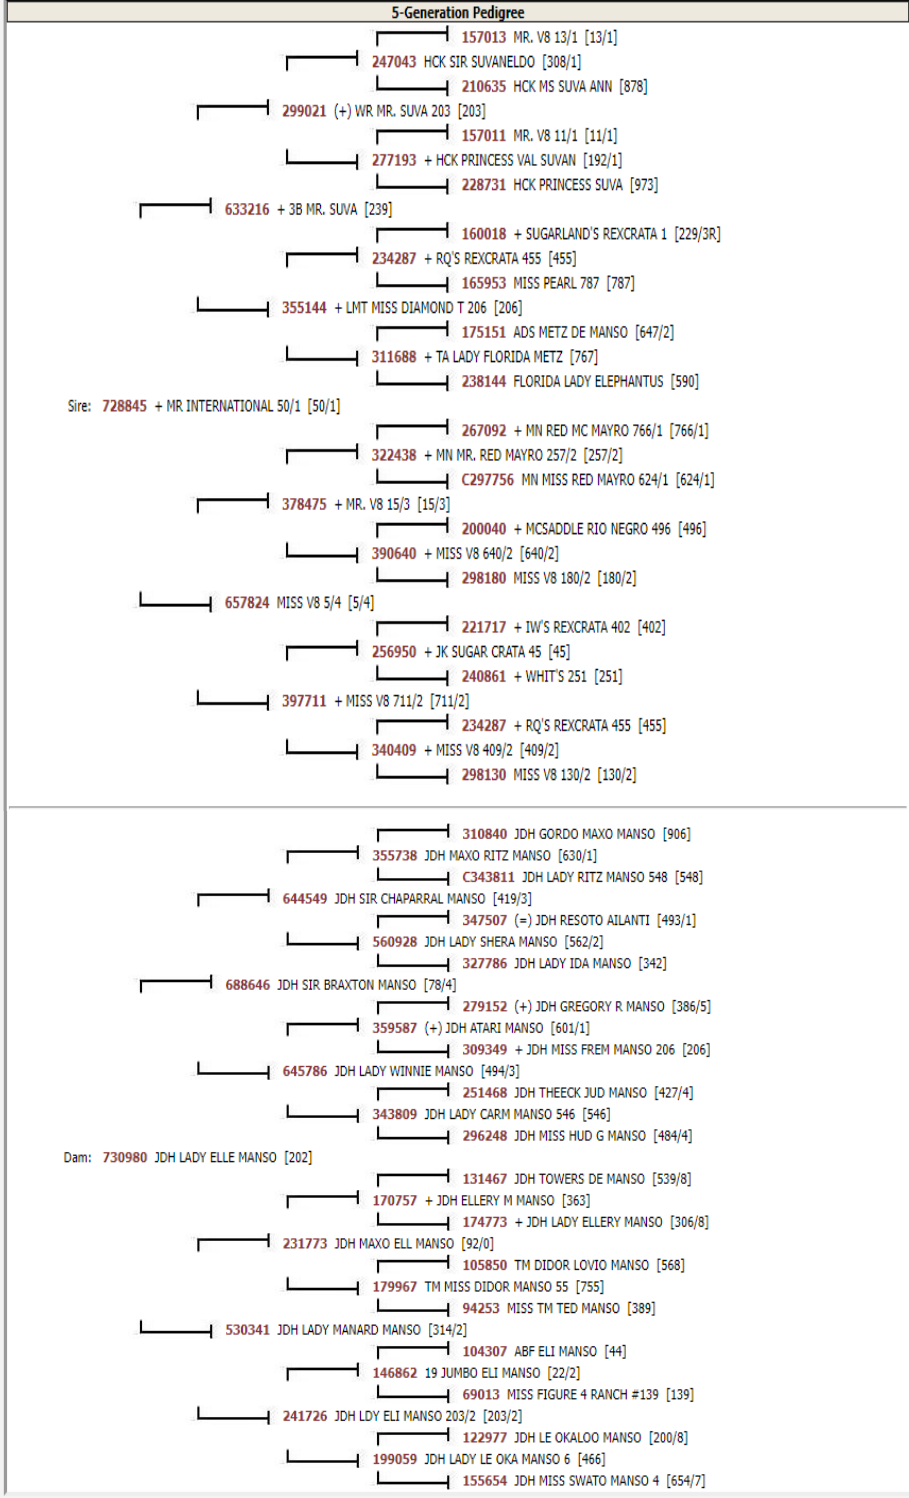 5-Generation Pedigree
157013 MR. V8 13/1 [13/1]
247043 HCK SIR SUVANELDO [308/1]
210635 HCK MS SUVA ANN [878]
299021 (+) WR MR. SUVA 203 [203]
157011 MR. V8 11/1 [11/1]
277193 + HCK PRINCESS VAL SUVAN [192/1]
228731 HCK PRINCESS SUVA [973]
633216 + 3B MR. SUVA [239]
160018 + SUGARLAND'S REXCRATA 1 [229/3R]
234287 + RQ'S REXCRATA 455 [455]
165953 MISS PEARL 787 [787]
355144 + LMT MISS DIAMOND T 206 [206]
175151 ADS METZ DE MANSO [647/2]
311688 + TA LADY FLORIDA METZ [767]
238144 FLORIDA LADY ELEPHANTUS [590]
Sire: 728845 + MR INTERNATIONAL 50/1 [50/1]
267092 + MN RED MC MAYRO 766/1 [766/1]
322438 + MN MR. RED MAYRO 257/2 [257/2]
C297756 MN MISS RED MAYRO 624/1 [624/1]
378475 + MR. V8 15/3 [15/3]
200040 + MCSADDLE RIO NEGRO 496 [496]
390640 + MISS V8 640/2 [640/2]
298180 MISS V8 180/2 [180/2]
657824 MISS V8 5/4 [5/4]
221717 + IW'S REXCRATA 402 [402]
256950 + JK SUGAR CRATA 45 [45]
240861 + WHIT'S 251 [251]
397711 + MISS V8 711/2 [711/2]
234287 + RQ'S REXCRATA 455 [455]
340409 + MISS V8 409/2 [409/2]
298130 MISS V8 130/2 [130/2]
310840 JDH GORDO MAXO MANSO [906]
355738 JDH MAXO RITZ MANSO [630/1]
C343811 JDH LADY RITZ MANSO 548 [548]
644549 JDH SIR CHAPARRAL MANSO [419/3]
347507 (=) JDH RESOTO AILANTI [493/1]
560928 JDH LADY SHERA MANSO [562/2]
327786 JDH LADY IDA MANSO [342]
688646 JDH SIR BRAXTON MANSO [78/4]
279152 (+) JDH GREGORY R MANSO [386/5]
359587 (+) JDH ATARI MANSO [601/1]
309349 + JDH MISS FREM MANSO 206 [206]
645786 JDH LADY WINNIE MANSO [494/3]
251468 JDH THEECK JUD MANSO [427/4]
343809 JDH LADY CARM MANSO 546 [546]
296248 JDH MISS HUD G MANSO [484/4]
Dam: 730980 JDH LADY ELLE MANSO [202]
131467 JDH TOWERS DE MANSO [539/8]
170757 + JDH ELLERY M MANSO [363]
174773 + JDH LADY ELLERY MANSO [306/8]
231773 JDH MAXO ELL MANSO [92/0]
105850 TM DIDOR LOVIO MANSO [568]
179967 TM MISS DIDOR MANSO 55 [755]
94253 MISS TM TED MANSO [389]
530341 JDH LADY MANARD MANSO [314/2]
104307 ABF ELI MANSO [44]
146862 19 JUMBO ELI MANSO [22/2]
69013 MISS FIGURE 4 RANCH #139 [139]
241726 JDH LDY ELI MANSO 203/2 [203/2]
122977 JDH LE OKALOO MANSO [200/8]
199059 JDH LADY LE OKA MANSO 6 [466]
155654 JDH MISS SWATO MANSO 4 [654/7]